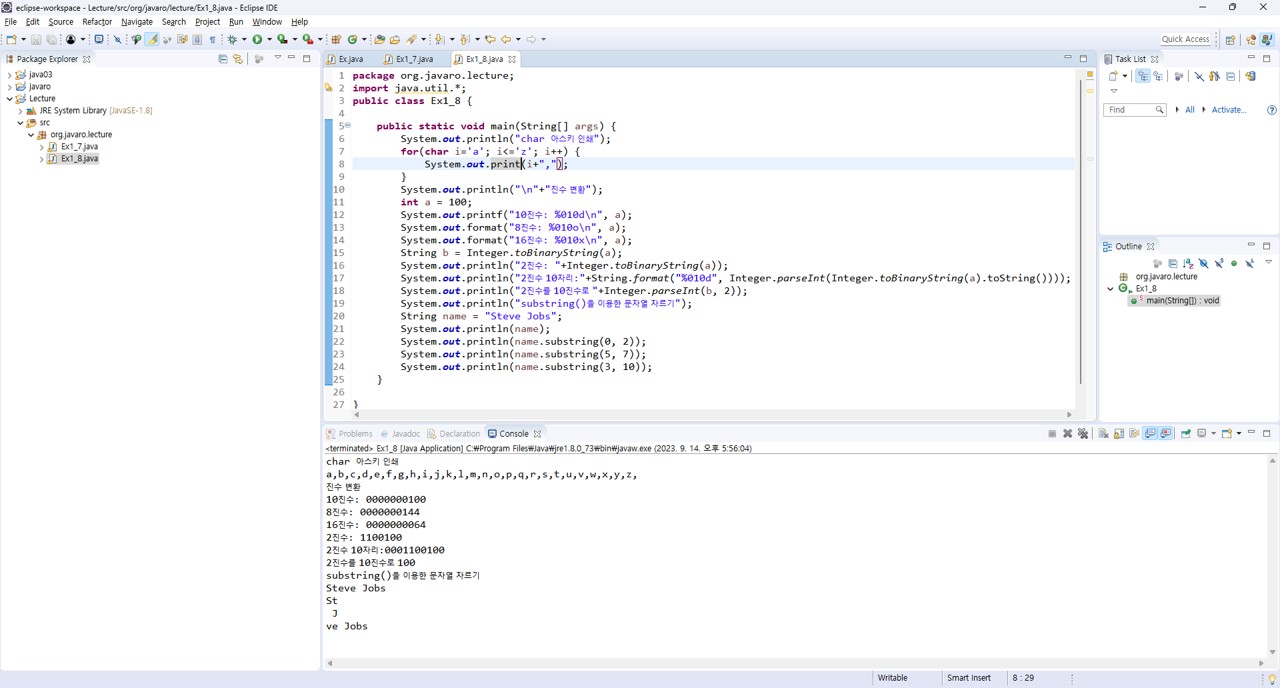 eclipse-workspace - Lecture/src/org/javaro/lecture/Ex1_8.java - Eclipse IDE
File Edit Source Refactor Navigate Search Project Run Window Help
Quick Access
Package Explorer
java03
javaro
Lecture
JRE System Library [JavaSE-1.8]
src
org.javaro.lecture
Ex1_7.java
Ex1_8.java
Ex.java Ex1_7.java Ex1_8.java
1 package org.javaro.lecture;
2 import java.util.*;
3 public class Ex1_8 {
4
5 public static void main(String[] args) {
6 System.out.println("char 아스키 인쇄");
7 for(char i='a'; i<='z'; i++) {
8 System.out.print(i+",");
9 }
10 System.out.println("\n"+"진수 변환");
11 int a = 100;
12 System.out.printf("10진수: %010d\n", a);
13 System.out.format("8진수: %010o\n", a);
14 System.out.format("16진수: %010x\n", a);
15 String b = Integer.toBinaryString(a);
16 System.out.println("2진수: "+Integer.toBinaryString(a));
17 System.out.println("2진수 10자리:"+String.format("%010d", Integer.parseInt(Integer.toBinaryString(a).toString())));
18 System.out.println("2진수를 10진수로 "+Integer.parseInt(b, 2));
19 System.out.println("substring()을 이용한 문자열 자르기");
20 String name = "Steve Jobs";
21 System.out.println(name);
22 System.out.println(name.substring(0, 2));
23 System.out.println(name.substring(5, 7));
24 System.out.println(name.substring(3, 10));
25 }
26
27 }
Task List
Find All Activate...
Outline
org.javaro.lecture
Ex1_8
main(String[]) : void
Problems Javadoc Declaration Console
<terminated> Ex1_8 [Java Application] C:₩Program Files₩Java₩jre1.8.0_73₩bin₩javaw.exe (2023. 9. 14. 오후 5:56:04)
char 아스키 인쇄
a,b,c,d,e,f,g,h,i,j,k,l,m,n,o,p,q,r,s,t,u,v,w,x,y,z,
진수 변환
10진수: 0000000100
8진수: 0000000144
16진수: 0000000064
2진수: 1100100
2진수 10자리:0001100100
2진수를 10진수로 100
substring()을 이용한 문자열 자르기
Steve Jobs
St
J
ve Jobs
Writable Smart Insert 8 : 29